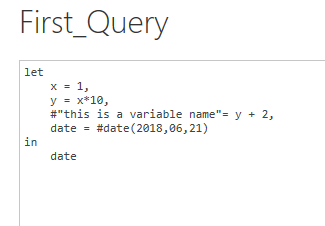 First_Query
let
    x = 1,
    y = x*10,
    #"this is a variable name"= y + 2,
    date = #date(2018,06,21)
in
    date